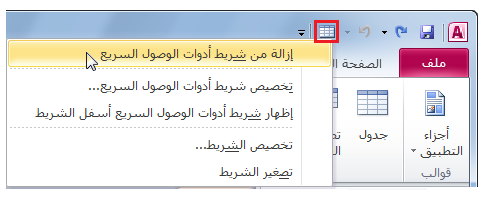 A
إزالة من شريط أدوات الوصول السريع
تخصيص شريط أدوات الوصول السريع...
إظهار شريط أدوات الوصول السريع أسفل الشريط
تخصيص الشريط...
تصغير الشريط
ملف
الصفحة
أجزاء
التطبيق
جدول
قوالب